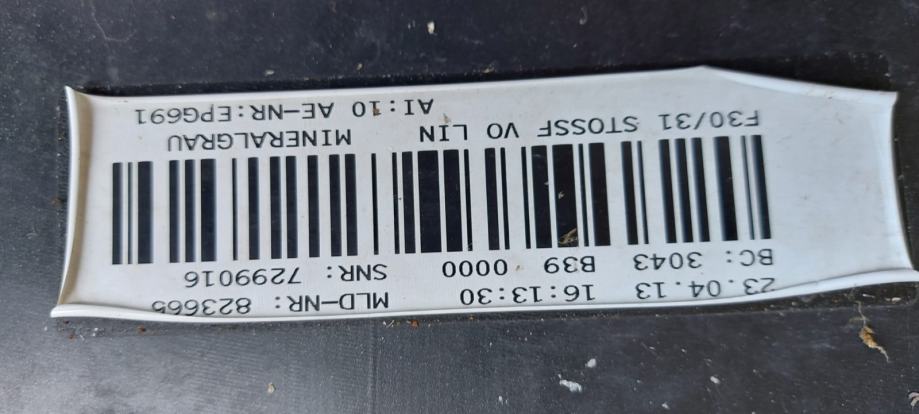 23.04.13 16:13:30 MLD-NR: 823665
BC: 3043 B39 0000 SNR: 7299016
F30/31 STOSSF VO LIN MINERALGRAU
AI:10 AE-NR:EPG691